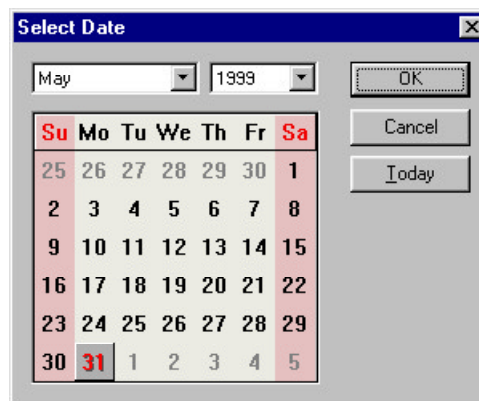 Select Date
May 1999 OK
Su Mo Tu We Th Fr Sa Cancel
25 26 27 28 29 30 1 Today
2 3 4 5 6 7 8
9 10 11 12 13 14 15
16 17 18 19 20 21 22
23 24 25 26 27 28 29
30 31 1 2 3 4 5